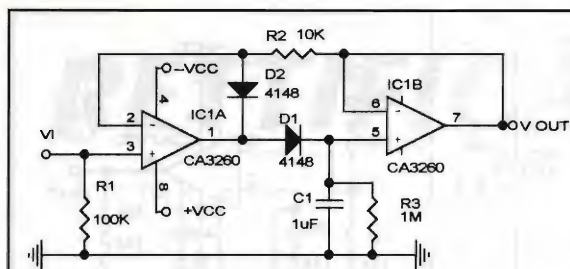 R2 10K
-VCC
4
D2
4148
IC1A
2
-
1
VI
3
+
CA3260
8
+VCC
R1
100K
D1
4148
IC1B
6
-
7
V OUT
5
+
CA3260
C1
1uF
R3
1M